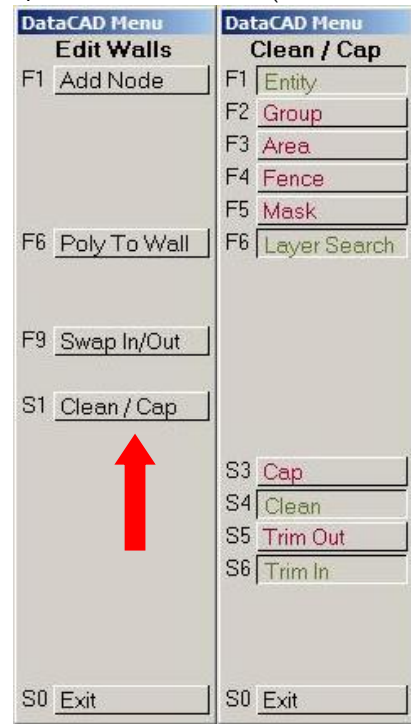 DataCAD Menu
Edit Walls
F1 Add Node
F6 Poly To Wall
F9 Swap In/Out
S1 Clean / Cap
S0 Exit
DataCAD Menu
Clean / Cap
F1 Entity
F2 Group
F3 Area
F4 Fence
F5 Mask
F6 Layer Search
S3 Cap
S4 Clean
S5 Trim Out
S6 Trim In
S0 Exit